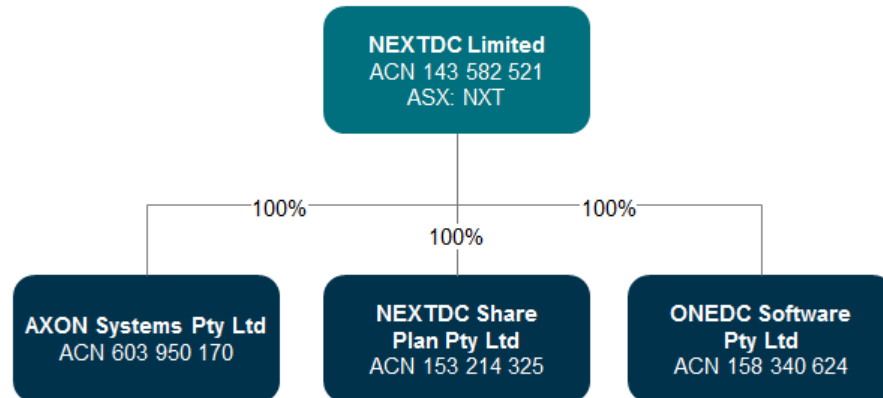 NEXTDC Limited
ACN 143 582 521
ASX: NXT
100%
100%
100%
AXON Systems Pty Ltd
ACN 603 950 170
NEXTDC Share
Plan Pty Ltd
ACN 153 214 325
ONEDC Software
Pty Ltd
ACN 158 340 624